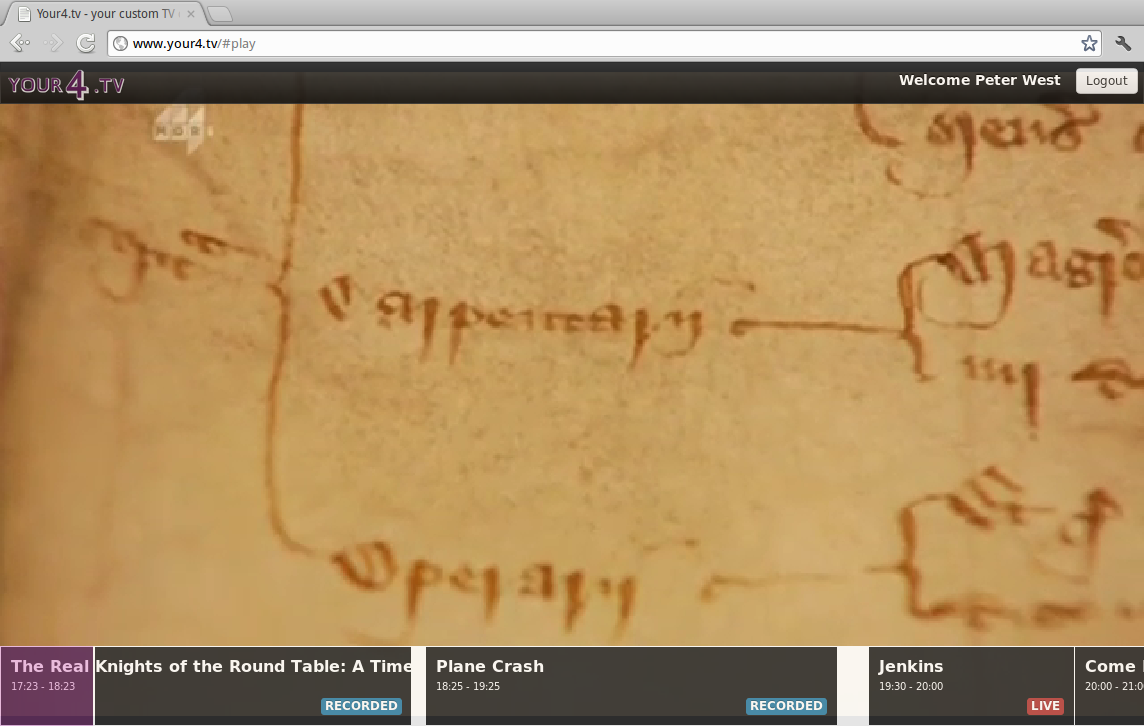 Your4.tv - your custom TV
www.your4.tv/#play
YOUR4.TV
Welcome Peter West
Logout
4
MORE
Carpentarij
Operarij
The Real Knights of the Round Table: A Time
17:23 - 18:23
RECORDED
Plane Crash
18:25 - 19:25
RECORDED
Jenkins
19:30 - 20:00
LIVE
Come
20:00 - 21:0